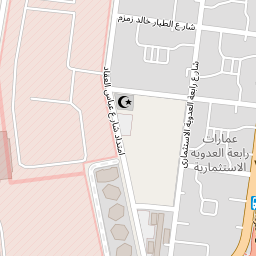 شارع الطيار خالد زمزم
شارع رابعة العدوية الاستثمارى
امتداد شارع عباس العقاد
عمارات
رابعة العدوية
الاستثمارية